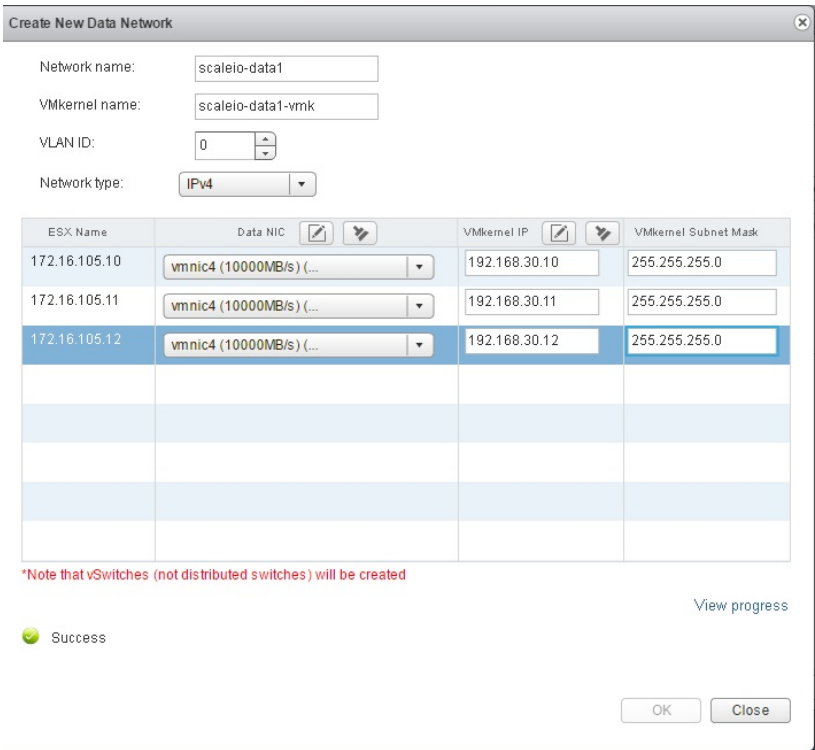 Create New Data Network
Network name: scaleio-data1
VMkernel name: scaleio-data1-vmk
VLAN ID: 0
Network type: IPv4
ESX Name Data NIC VMkernel IP VMkernel Subnet Mask
172.16.105.10 vmnic4 (10000MB/s) (... 192.168.30.10 255.255.255.0
172.16.105.11 vmnic4 (10000MB/s) (... 192.168.30.11 255.255.255.0
172.16.105.12 vmnic4 (10000MB/s) (... 192.168.30.12 255.255.255.0
*Note that vSwitches (not distributed switches) will be created
View progress
Success
OK Close